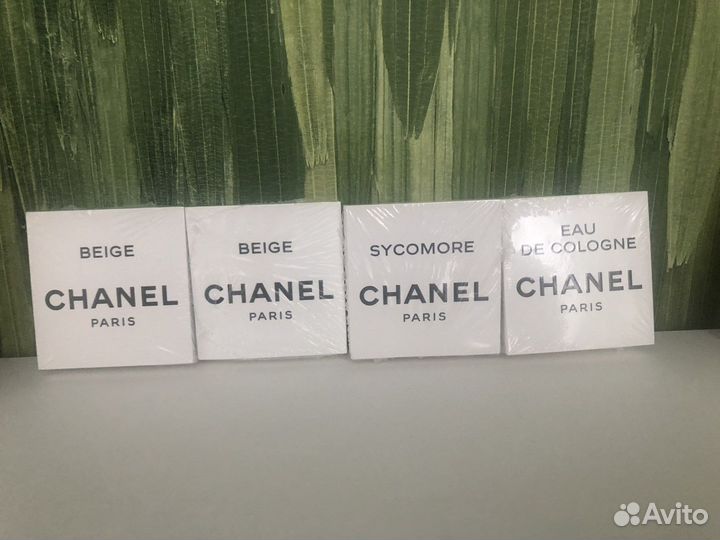 BEIGE
CHANEL
PARIS
BEIGE
CHANEL
PARIS
SYCOMORE
CHANEL
PARIS
EAU
DE COLOGNE
CHANEL
PARIS
Avito